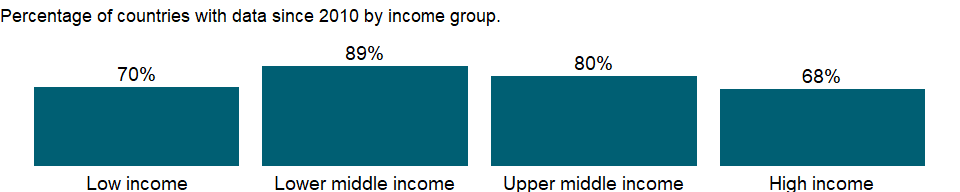 Percentage of countries with data since 2010 by income group.
70%
89%
80%
68%
Low income
Lower middle income
Upper middle income
High income